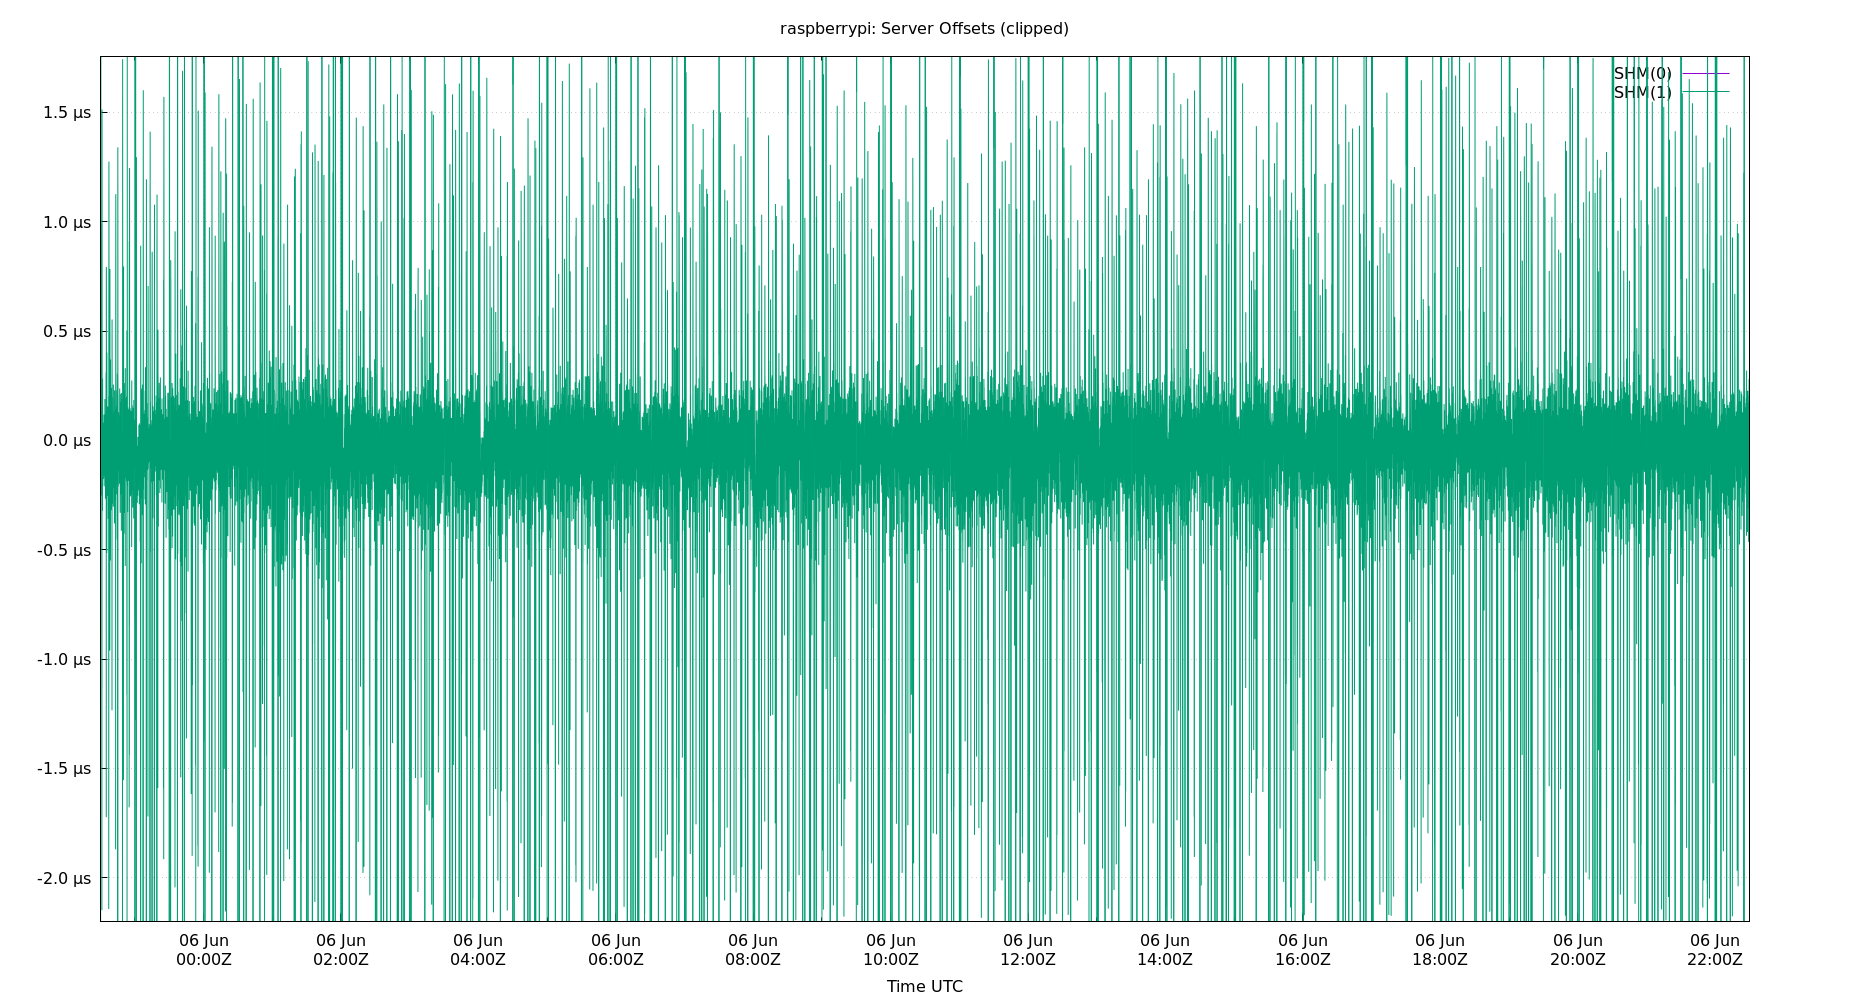 raspberrypi: Server Offsets (clipped)
SHM(0)
SHM(1)
1.5 µs
1.0 µs
0.5 µs
0.0 µs
-0.5 µs
-1.0 µs
-1.5 µs
-2.0 µs
06 Jun 06 Jun 06 Jun 06 Jun 06 Jun 06 Jun 06 Jun 06 Jun 06 Jun 06 Jun 06 Jun 06 Jun
00:00Z 02:00Z 04:00Z 06:00Z 08:00Z 10:00Z 12:00Z 14:00Z 16:00Z 18:00Z 20:00Z 22:00Z
Time UTC